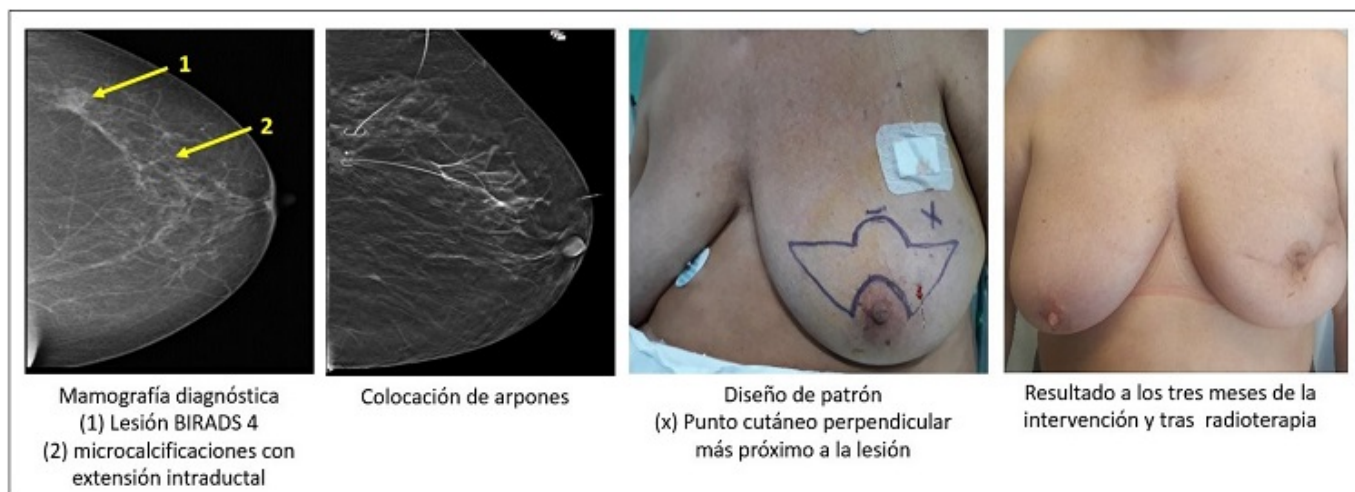 1
2
Mamografía diagnóstica
(1) Lesión BIRADS 4
(2) microcalcificaciones con
extensión intraductal
Colocación de arpones
Diseño de patrón
(x) Punto cutáneo perpendicular
más próximo a la lesión
Resultado a los tres meses de la
intervención y tras radioterapia